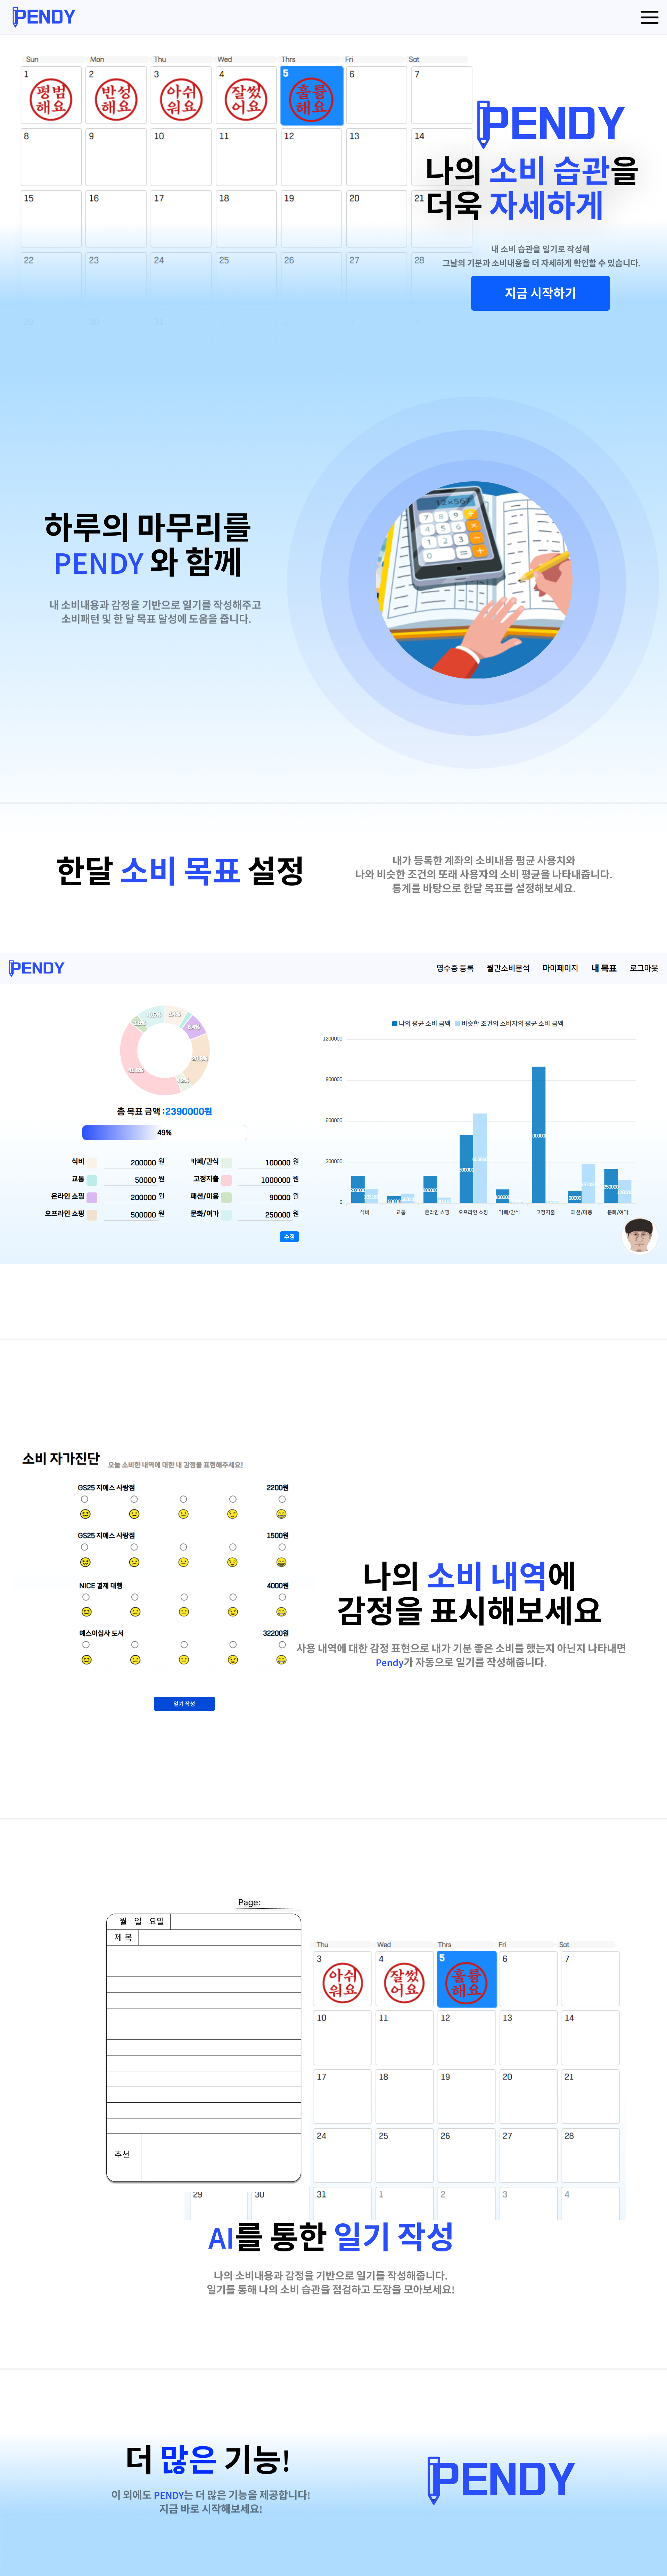 PENDY
Sun Mon Thu Wed Thrs Fri Sat
1 2 3 4 5 6 7
평범해요 반성해요 아쉬워요 잘썼어요 훌륭해요
8 9 10 11 12 13 14
15 16 17 18 19 20 21
22 23 24 25 26 27 28
29 30 31
PENDY
나의 소비 습관을
더욱 자세하게
내 소비 습관을 일기로 작성해
그날의 기분과 소비내용을 더 자세하게 확인할 수 있습니다.
지금 시작하기
하루의 마무리를
PENDY 와 함께
내 소비내용과 감정을 기반으로 일기를 작성해주고
소비패턴 및 한 달 목표 달성에 도움을 줍니다.
한달 소비 목표 설정
내가 등록한 계좌의 소비내용 평균 사용치와
나와 비슷한 조건의 또래 사용자의 소비 평균을 나타내줍니다.
통계를 바탕으로 한달 목표를 설정해보세요.
PENDY
영수증 등록 월간소비분석 마이페이지 내 목표 로그아웃
8.4%
41.8%
총 목표 금액 :2390000원
49%
식비 200000 원 카페/간식 100000 원
교통 50000 원 고정지출 1000000 원
온라인 쇼핑 200000 원 패션/미용 90000 원
오프라인 쇼핑 500000 원 문화/여가 250000 원
수정
나의 평균 소비 금액 비슷한 조건의 소비자의 평균 소비 금액
1200000
900000
600000
300000
0
식비 교통 온라인 쇼핑 오프라인 쇼핑 카페/간식 고정지출 패션/미용 문화/여가
소비 자가진단 오늘 소비한 내역에 대한 내 감정을 표현해주세요!
GS25 지에스 사랑점 2200원
GS25 지에스 사랑점 1500원
NICE 결제 대행 4000원
예스이십사 도서 32200원
일기 작성
나의 소비 내역에
감정을 표시해보세요
사용 내역에 대한 감정 표현으로 내가 기분 좋은 소비를 했는지 아닌지 나타내면
Pendy가 자동으로 일기를 작성해줍니다.
Page:
월 일 요일
제 목
추천
Thu Wed Thrs Fri Sat
3 4 5 6 7
아쉬워요 잘썼어요 훌륭해요
10 11 12 13 14
17 18 19 20 21
24 25 26 27 28
29 30 31 1 2 3 4
AI를 통한 일기 작성
나의 소비내용과 감정을 기반으로 일기를 작성해줍니다.
일기를 통해 나의 소비 습관을 점검하고 도장을 모아보세요!
더 많은 기능!
이 외에도 PENDY는 더 많은 기능을 제공합니다!
지금 바로 시작해보세요!
PENDY